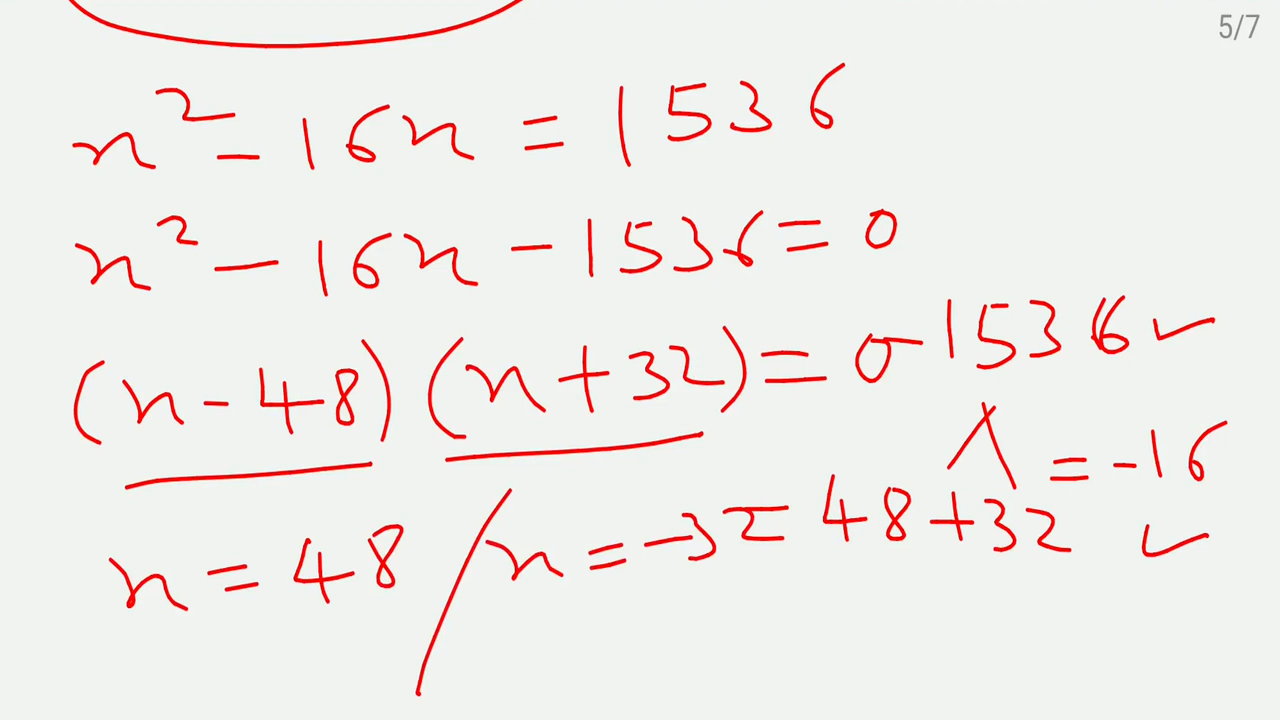 5/7
n² - 16n = 1536
n² - 16n - 1536 = 0
(n - 48) (n + 32) = 0
-1536 ✓
= -16
n = 48 / n = -32
- 48 + 32 ✓